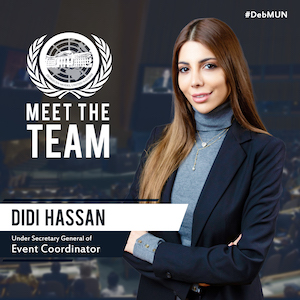 #DebMUN
MEET THE
TEAM
DIDI HASSAN
Under Secretary General of
Event Coordinator